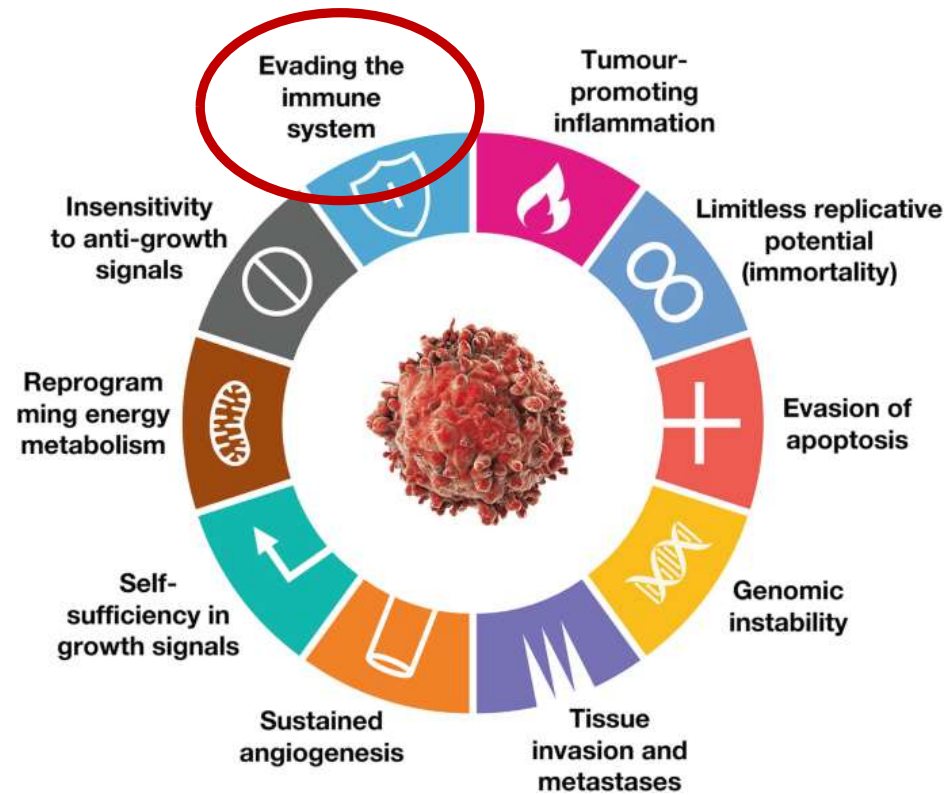 Evading the
immune
system
Tumour-
promoting
inflammation
Limitless replicative
potential
(immortality)
Evasion of
apoptosis
Genomic
instability
Tissue
invasion and
metastases
Sustained
angiogenesis
Self-
sufficiency in
growth signals
Reprogram
ming energy
metabolism
Insensitivity
to anti-growth
signals